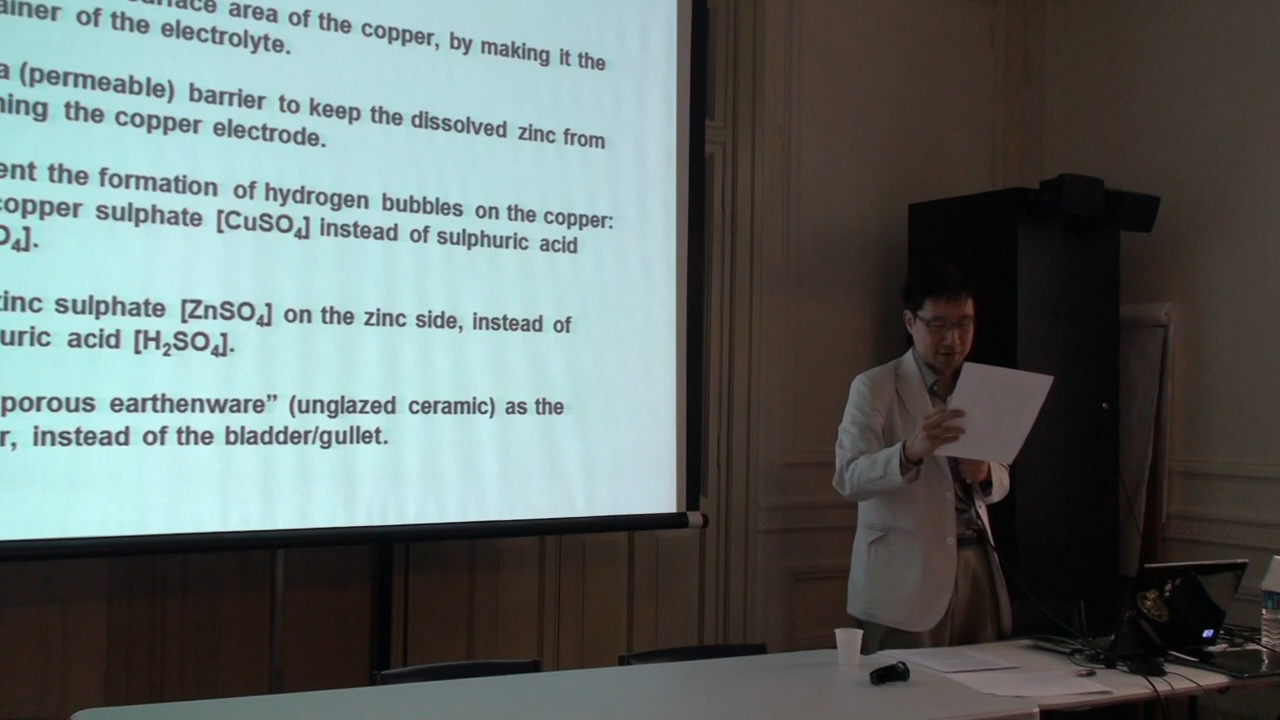 area of the copper, by making it the
of the electrolyte.
a (permeable) barrier to keep the dissolved zinc from
the copper electrode.
the formation of hydrogen bubbles on the copper:
copper sulphate [CuSO₄] instead of sulphuric acid
O₄].
zinc sulphate [ZnSO₄] on the zinc side, instead of
uric acid [H₂SO₄].
porous earthenware” (unglazed ceramic) as the
r, instead of the bladder/gullet.